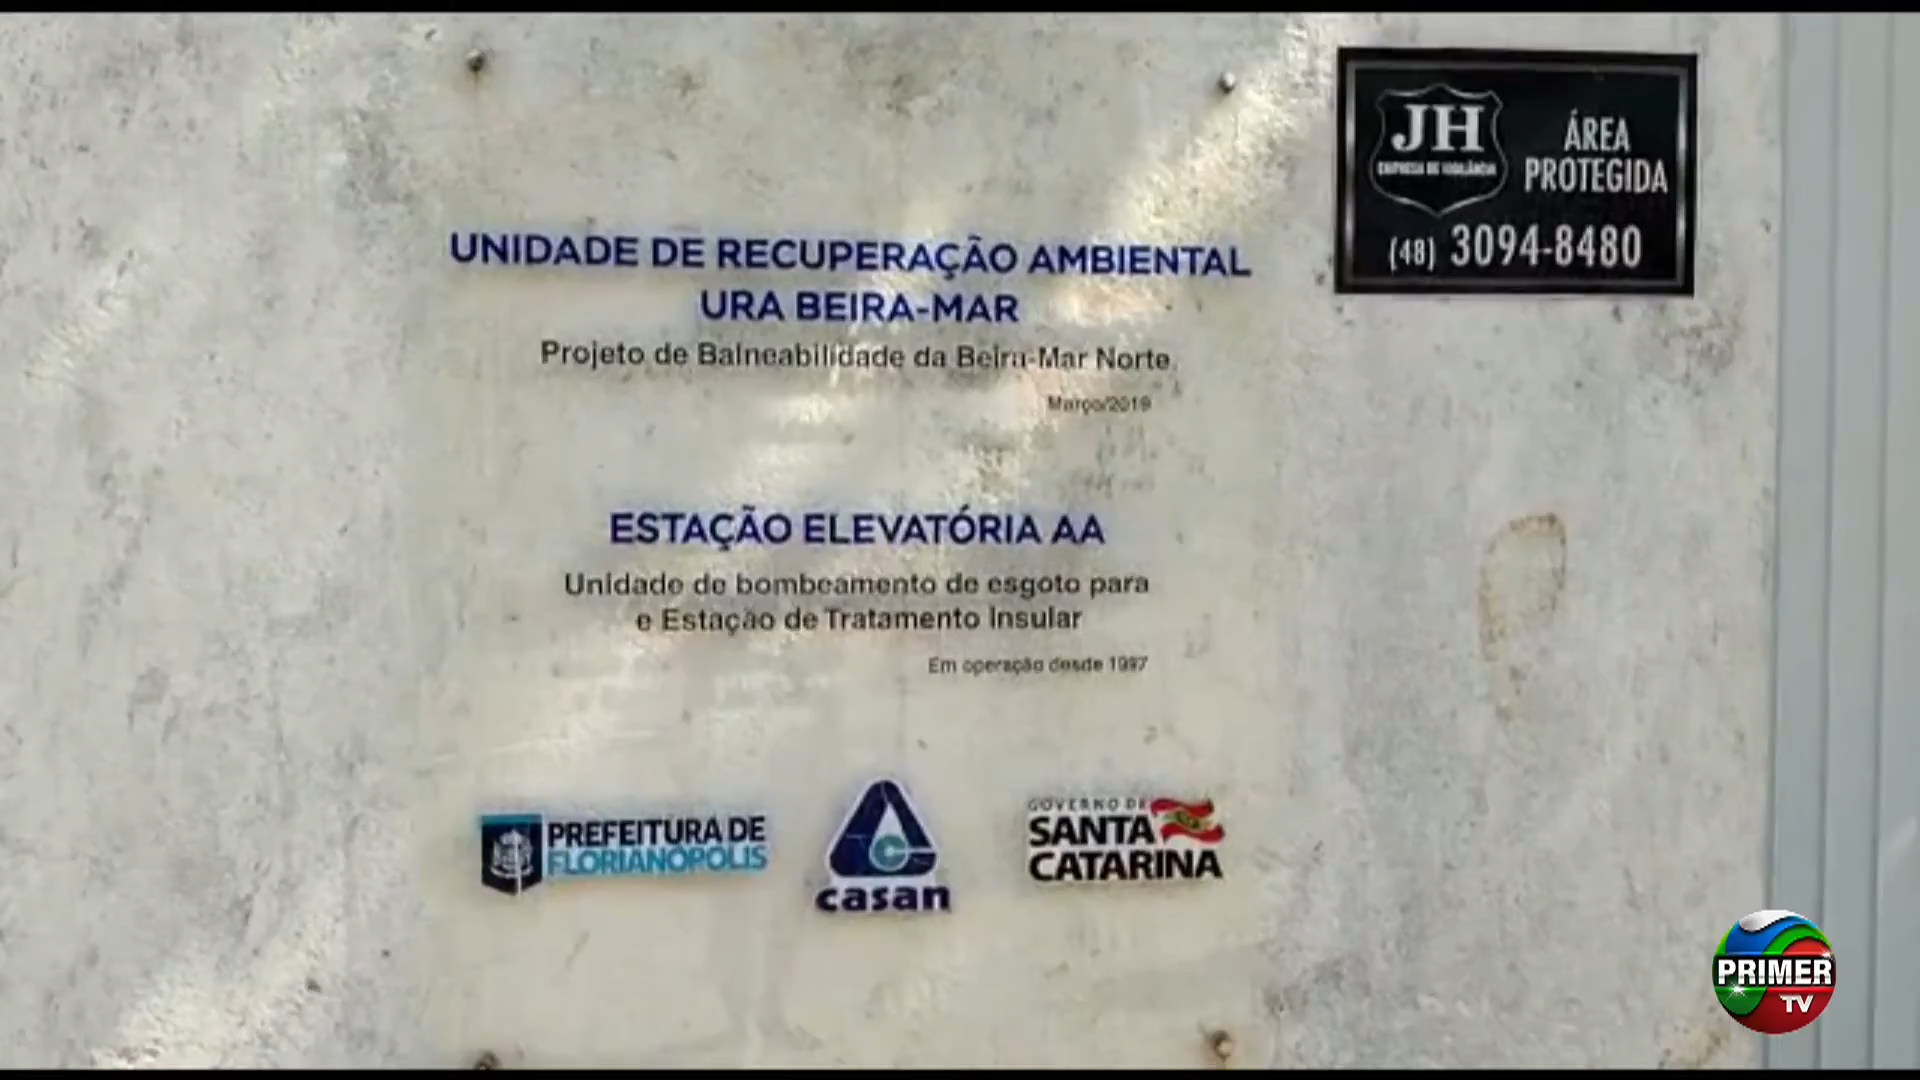 UNIDADE DE RECUPERAÇÃO AMBIENTAL
URA BEIRA-MAR
Projeto de Balneabilidade da Beira-Mar Norte
Março/2019
ESTAÇÃO ELEVATÓRIA AA
Unidade de bombeamento de esgoto para
e Estação de Tratamento Insular
Em operação desde 1997
PREFEITURA DE
FLORIANÓPOLIS
casan
GOVERNO DE
SANTA
CATARINA
JH
EMPRESA DE VIGILÂNCIA
ÁREA
PROTEGIDA
(48) 3094-8480
PRIMER
TV